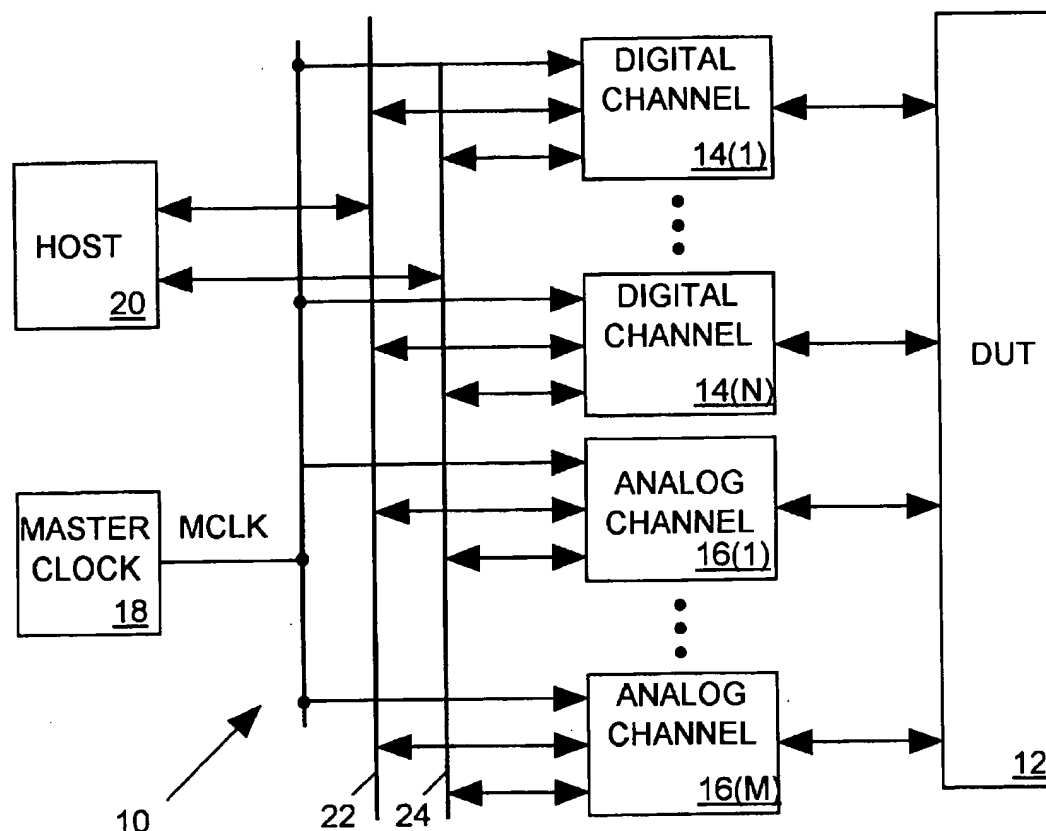 DIGITAL
CHANNEL
14(1)
HOST
20
DIGITAL
CHANNEL
14(N)
DUT
MASTER
CLOCK
18
MCLK
ANALOG
CHANNEL
16(1)
ANALOG
CHANNEL
16(M)
12
10
22
24